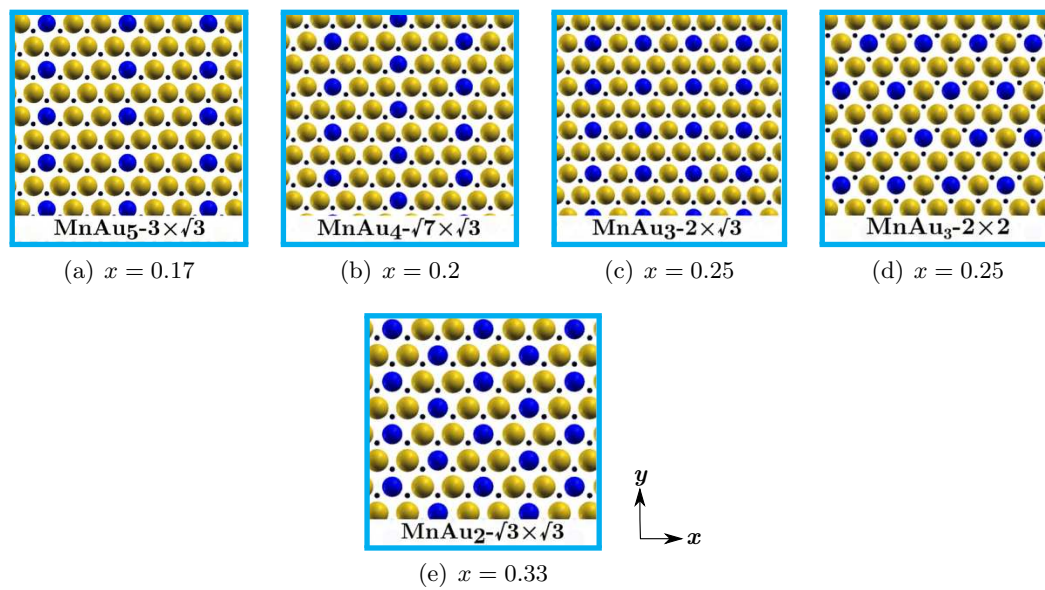 MnAu₅-3×√3
MnAu₄-√7×√3
MnAu₃-2×√3
MnAu₃-2×2
(a) x = 0.17
(b) x = 0.2
(c) x = 0.25
(d) x = 0.25
MnAu₂-√3×√3
y
x
(e) x = 0.33